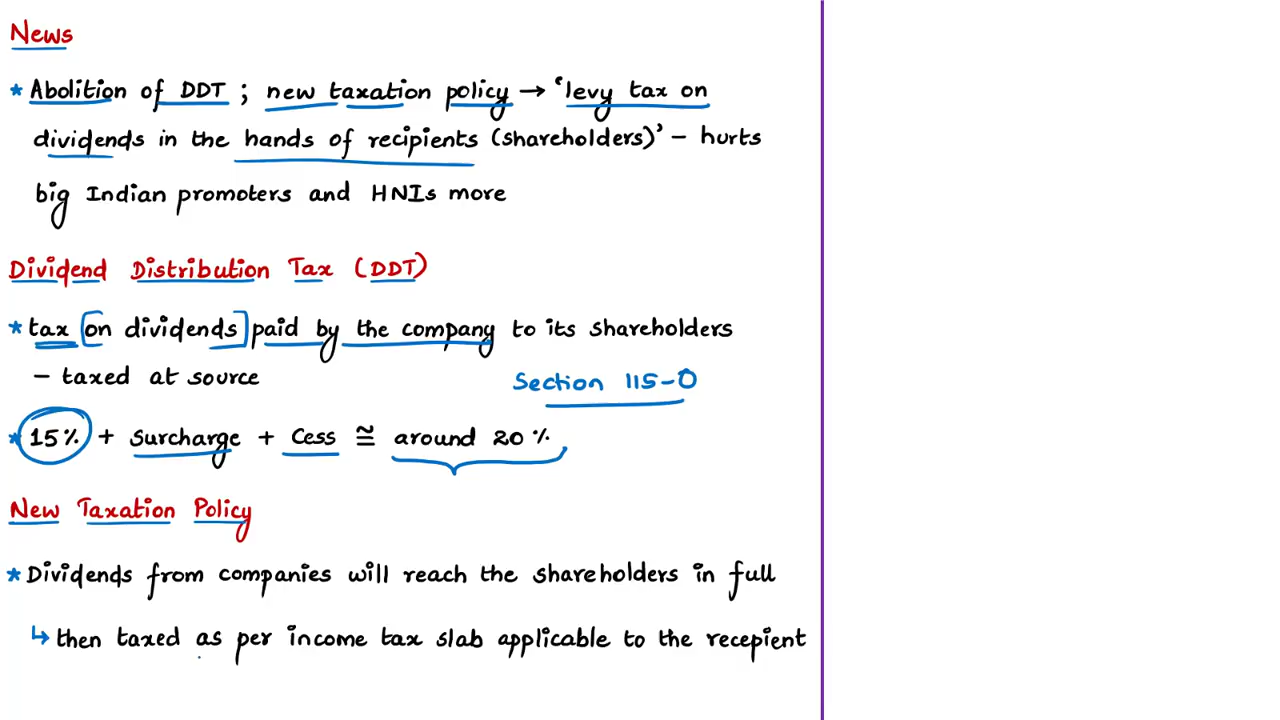 News
* Abolition of DDT ; new taxation policy → 'levy tax on
dividends in the hands of recipients (shareholders)' - hurts
big Indian promoters and HNIs more
Dividend Distribution Tax (DDT)
* tax [on dividends] paid by the company to its shareholders
- taxed at source
Section 115-O
* 15% + Surcharge + Cess ≅ around 20 %
New Taxation Policy
* Dividends from companies will reach the shareholders in full
↳ then taxed as per income tax slab applicable to the recepient